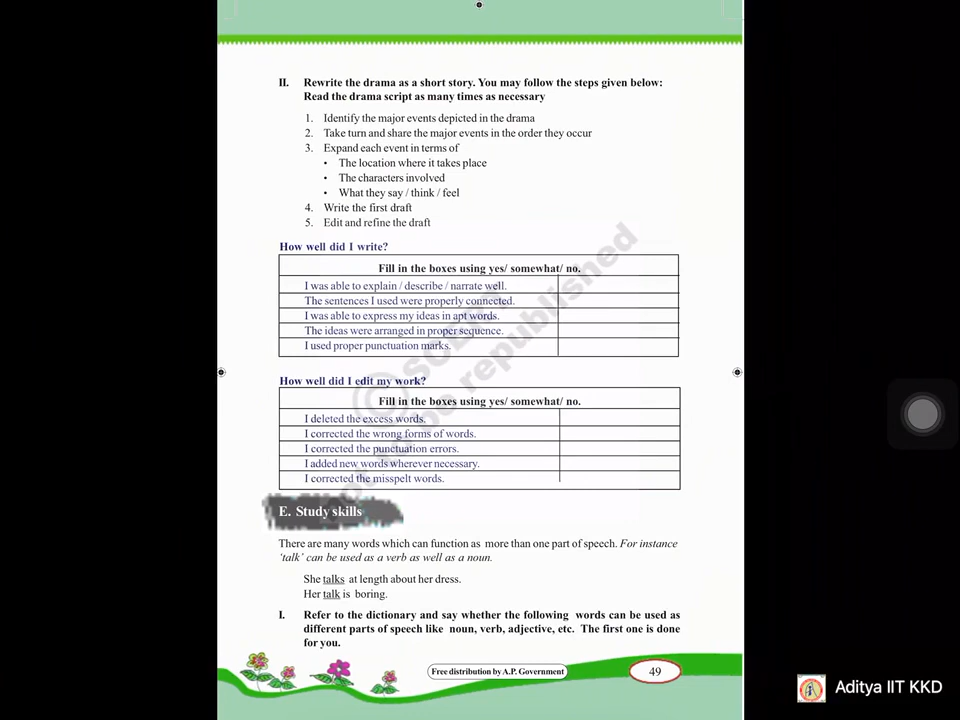 II. Rewrite the drama as a short story. You may follow the steps given below:
Read the drama script as many times as necessary
1. Identify the major events depicted in the drama
2. Take turn and share the major events in the order they occur
3. Expand each event in terms of
• The location where it takes place
• The characters involved
• What they say / think / feel
4. Write the first draft
5. Edit and refine the draft
How well did I write?
Fill in the boxes using yes/ somewhat/ no.
I was able to explain / describe / narrate well.
The sentences I used were properly connected.
I was able to express my ideas in apt words.
The ideas were arranged in proper sequence.
I used proper punctuation marks.
How well did I edit my work?
Fill in the boxes using yes/ somewhat/ no.
I deleted the excess words.
I corrected the wrong forms of words.
I corrected the punctuation errors.
I added new words wherever necessary.
I corrected the misspelt words.
E. Study skills
There are many words which can function as more than one part of speech. For instance
‘talk’ can be used as a verb as well as a noun.
She talks at length about her dress.
Her talk is boring.
I. Refer to the dictionary and say whether the following words can be used as
different parts of speech like noun, verb, adjective, etc. The first one is done
for you.
Free distribution by A.P. Government
49
Aditya IIT KKD